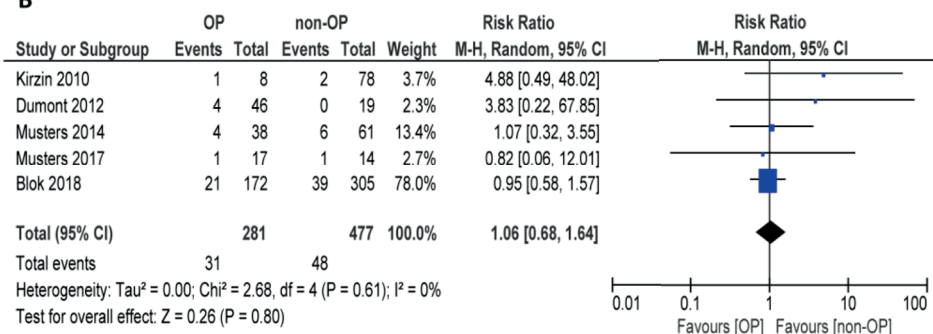 B
OP non-OP Risk Ratio Risk Ratio
Study or Subgroup Events Total Events Total Weight M-H, Random, 95% CI M-H, Random, 95% CI
Kirzin 2010 1 8 2 78 3.7% 4.88 [0.49, 48.02]
Dumont 2012 4 46 0 19 2.3% 3.83 [0.22, 67.85]
Musters 2014 4 38 6 61 13.4% 1.07 [0.32, 3.55]
Musters 2017 1 17 1 14 2.7% 0.82 [0.06, 12.01]
Blok 2018 21 172 39 305 78.0% 0.95 [0.58, 1.57]
Total (95% CI) 281 477 100.0% 1.06 [0.68, 1.64]
Total events 31 48
Heterogeneity: Tau² = 0.00; Chi² = 2.68, df = 4 (P = 0.61); I² = 0%
Test for overall effect: Z = 0.26 (P = 0.80)
0.01 0.1 1 10 100
Favours [OP] Favours [non-OP]